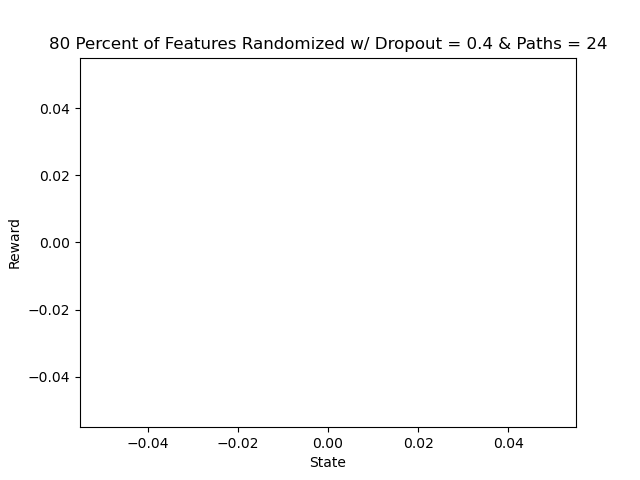 80 Percent of Features Randomized w/ Dropout = 0.4 & Paths = 24
0.04
0.02
0.00
−0.02
−0.04
Reward
−0.04 −0.02 0.00 0.02 0.04
State